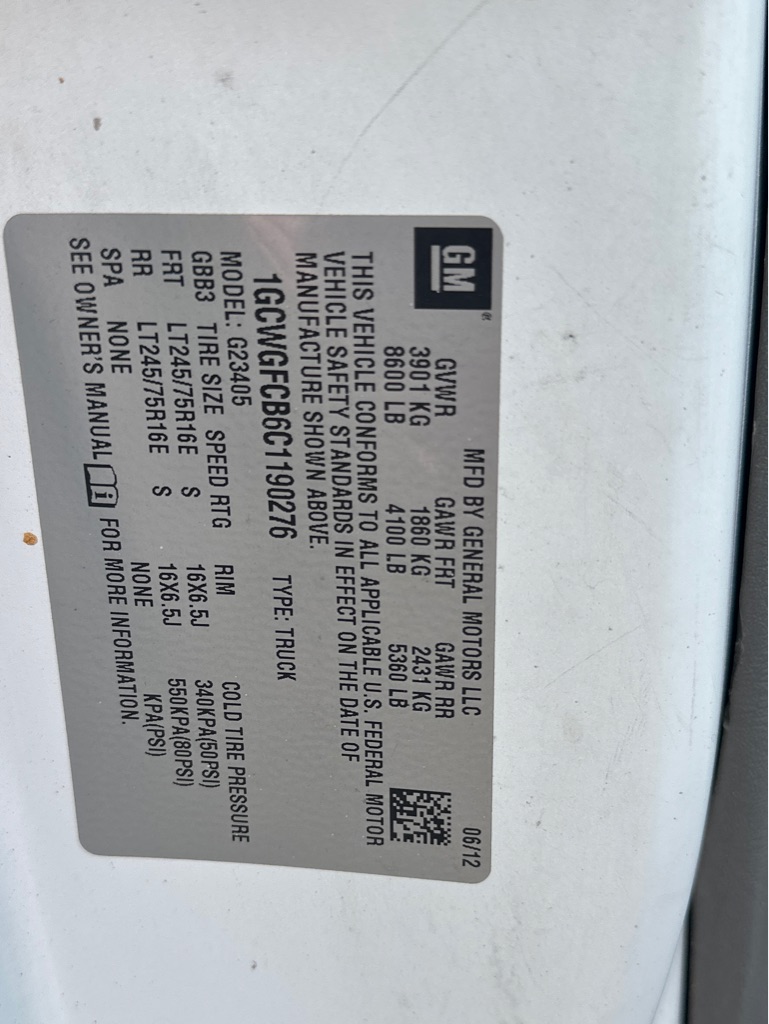 GM®
MFD BY GENERAL MOTORS LLC 06/12
GVWR GAWR FRT GAWR RR
3901 KG 1860 KG 2431 KG
8600 LB 4100 LB 5360 LB
THIS VEHICLE CONFORMS TO ALL APPLICABLE U.S. FEDERAL MOTOR
VEHICLE SAFETY STANDARDS IN EFFECT ON THE DATE OF
MANUFACTURE SHOWN ABOVE.
1GCWGFCB6C1190276 TYPE: TRUCK
MODEL: G23405
GBB3 TIRE SIZE SPEED RTG RIM COLD TIRE PRESSURE
FRT LT245/75R16E S 16X6.5J 340KPA(50PSI)
RR LT245/75R16E S 16X6.5J 550KPA(80PSI)
SPA NONE NONE KPA(PSI)
SEE OWNER'S MANUAL FOR MORE INFORMATION.